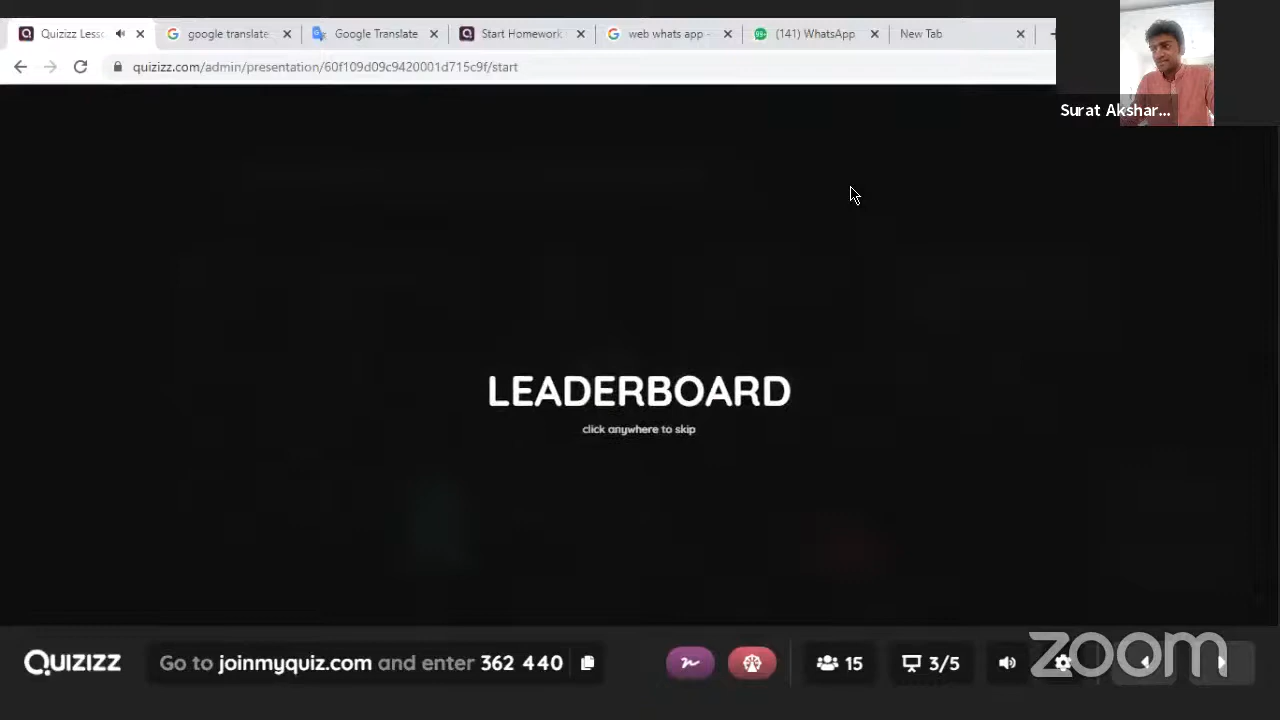 Quizizz Less
google translate
Google Translate
Start Homework
web whats app -
99+
(141) WhatsApp
New Tab
quizizz.com/admin/presentation/60f109d09c9420001d715c9f/start
Surat Akshar...
LEADERBOARD
click anywhere to skip
QUIZIZZ
Go to joinmyquiz.com and enter 362 440
15
3/5
zoom